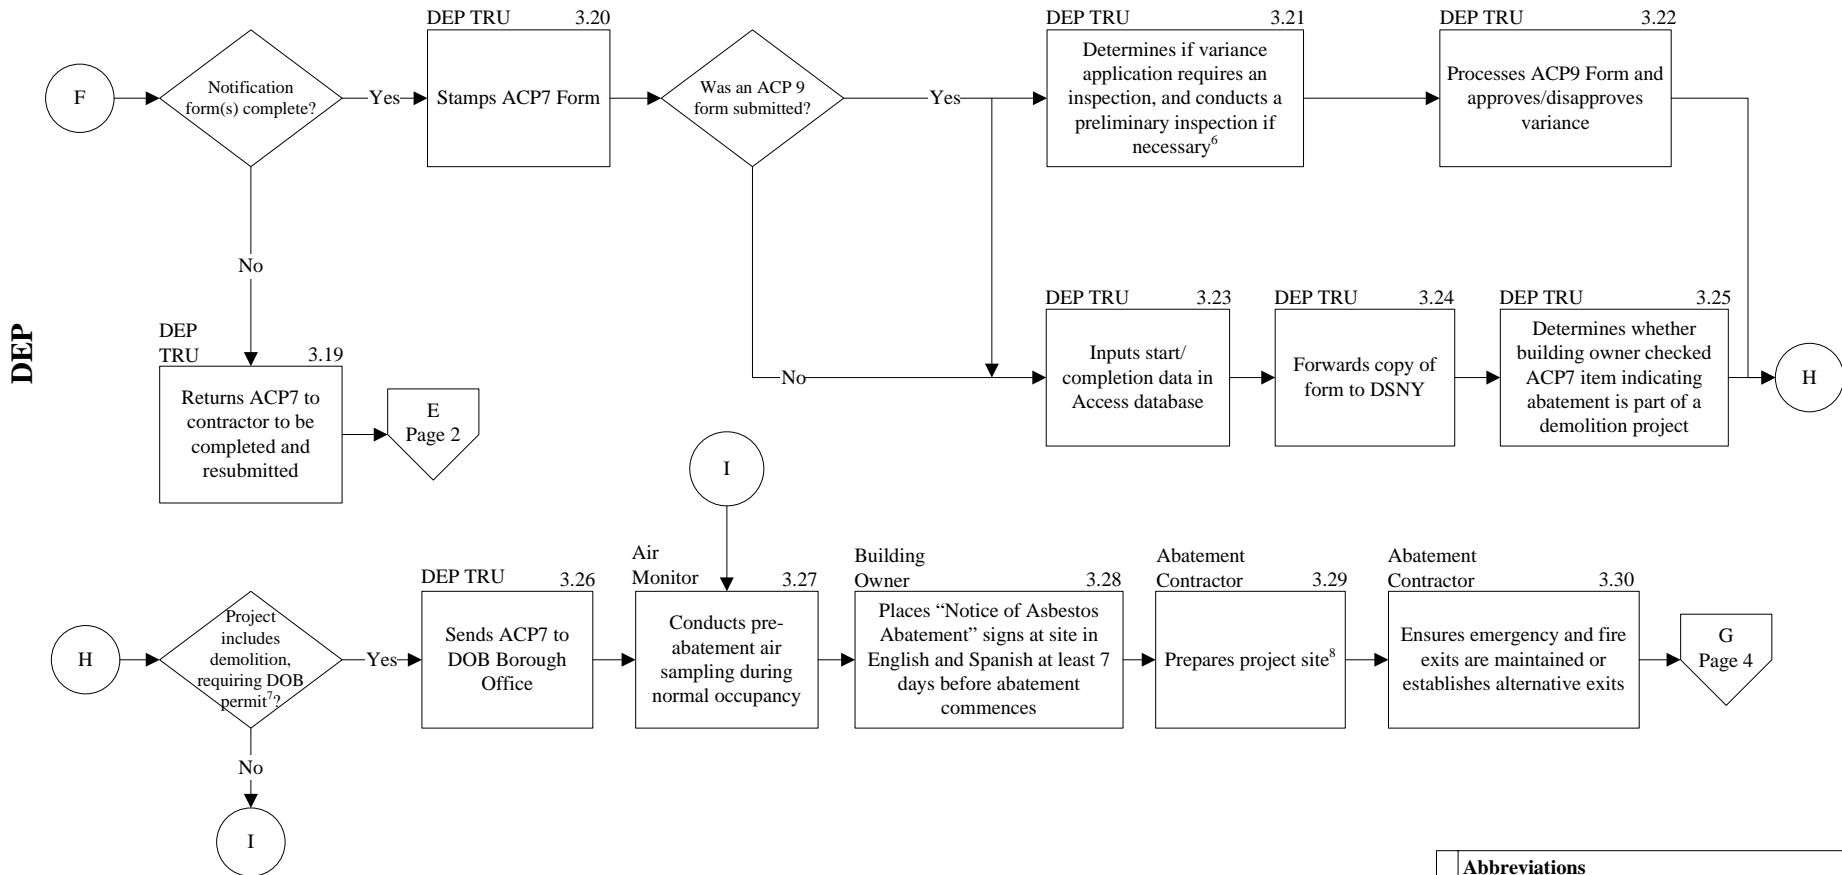 DEP
F
Notification
form(s) complete?
Yes
No
DEP TRU 3.20
Stamps ACP7 Form
Was an ACP 9
form submitted?
Yes
No
DEP TRU 3.21
Determines if variance
application requires an
inspection, and conducts a
preliminary inspection if
necessary⁶
DEP TRU 3.22
Processes ACP9 Form and
approves/disapproves
variance
DEP
TRU 3.19
Returns ACP7 to
contractor to be
completed and
resubmitted
E
Page 2
DEP TRU 3.23
Inputs start/
completion data in
Access database
DEP TRU 3.24
Forwards copy of
form to DSNY
DEP TRU 3.25
Determines whether
building owner checked
ACP7 item indicating
abatement is part of a
demolition project
H
I
H
Project
includes
demolition,
requiring DOB
permit⁷?
Yes
No
I
DEP TRU 3.26
Sends ACP7 to
DOB Borough
Office
Air
Monitor 3.27
Conducts pre-
abatement air
sampling during
normal occupancy
Building
Owner 3.28
Places “Notice of Asbestos
Abatement” signs at site in
English and Spanish at least 7
days before abatement
commences
Abatement
Contractor 3.29
Prepares project site⁸
Abatement
Contractor 3.30
Ensures emergency and fire
exits are maintained or
establishes alternative exits
G
Page 4
Abbreviations